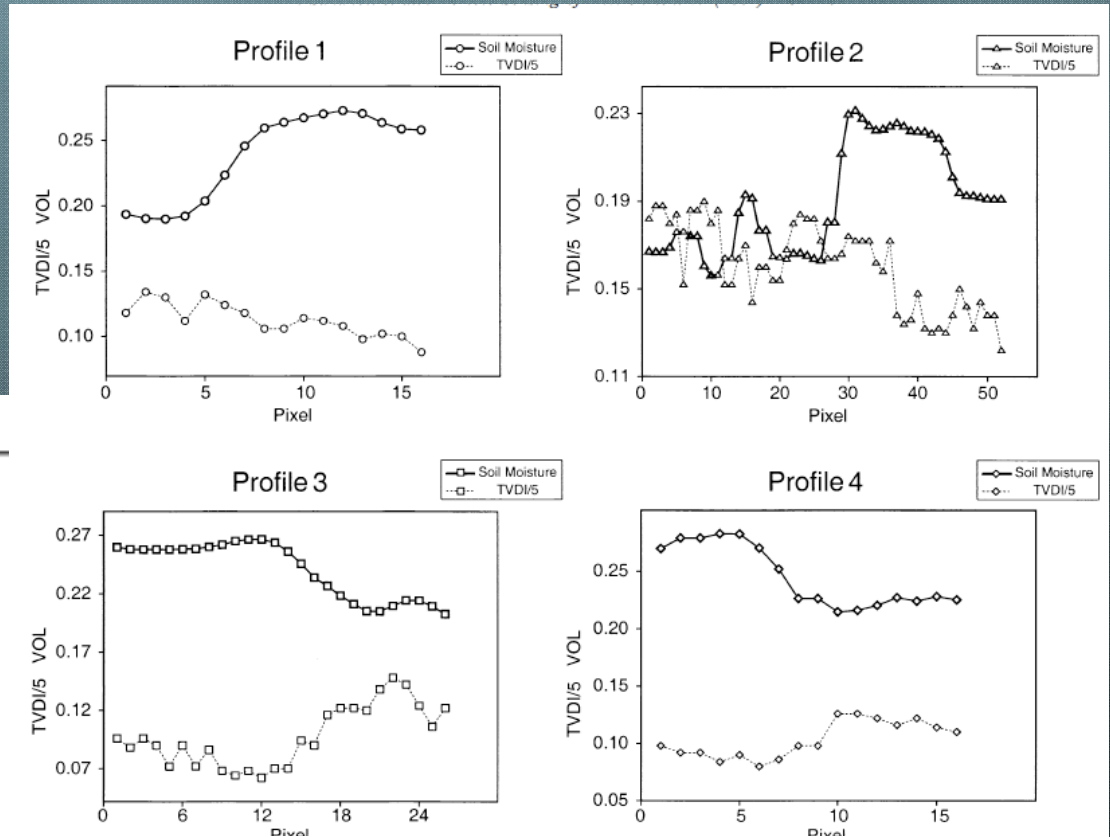 Profile 1
Soil Moisture
TVDI/5
0.25
0.20
0.15
0.10
TVDI/5 VOL
0 5 10 15
Pixel
Profile 2
Soil Moisture
TVDI/5
0.23
0.19
0.15
0.11
TVDI/5 VOL
0 10 20 30 40 50
Pixel
Profile 3
Soil Moisture
TVDI/5
0.27
0.22
0.17
0.12
0.07
TVDI/5 VOL
0 6 12 18 24
Pixel
Profile 4
Soil Moisture
TVDI/5
0.25
0.20
0.15
0.10
0.05
TVDI/5 VOL
0 5 10 15
Pixel